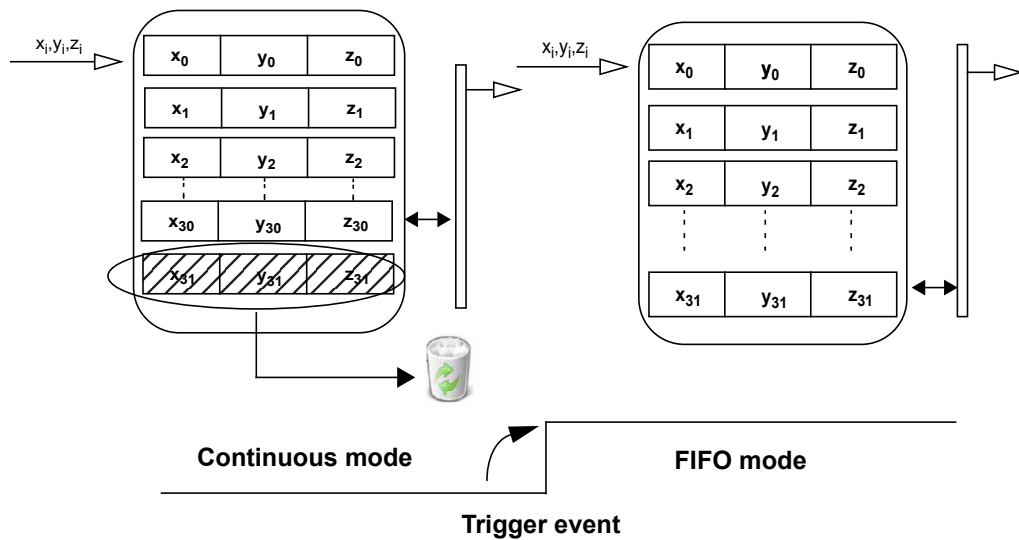 xi,yi,zi
x0 y0 z0
x1 y1 z1
x2 y2 z2
x30 y30 z30
x31 y31 z31
xi,yi,zi
x0 y0 z0
x1 y1 z1
x2 y2 z2
x31 y31 z31
Continuous mode
FIFO mode
Trigger event